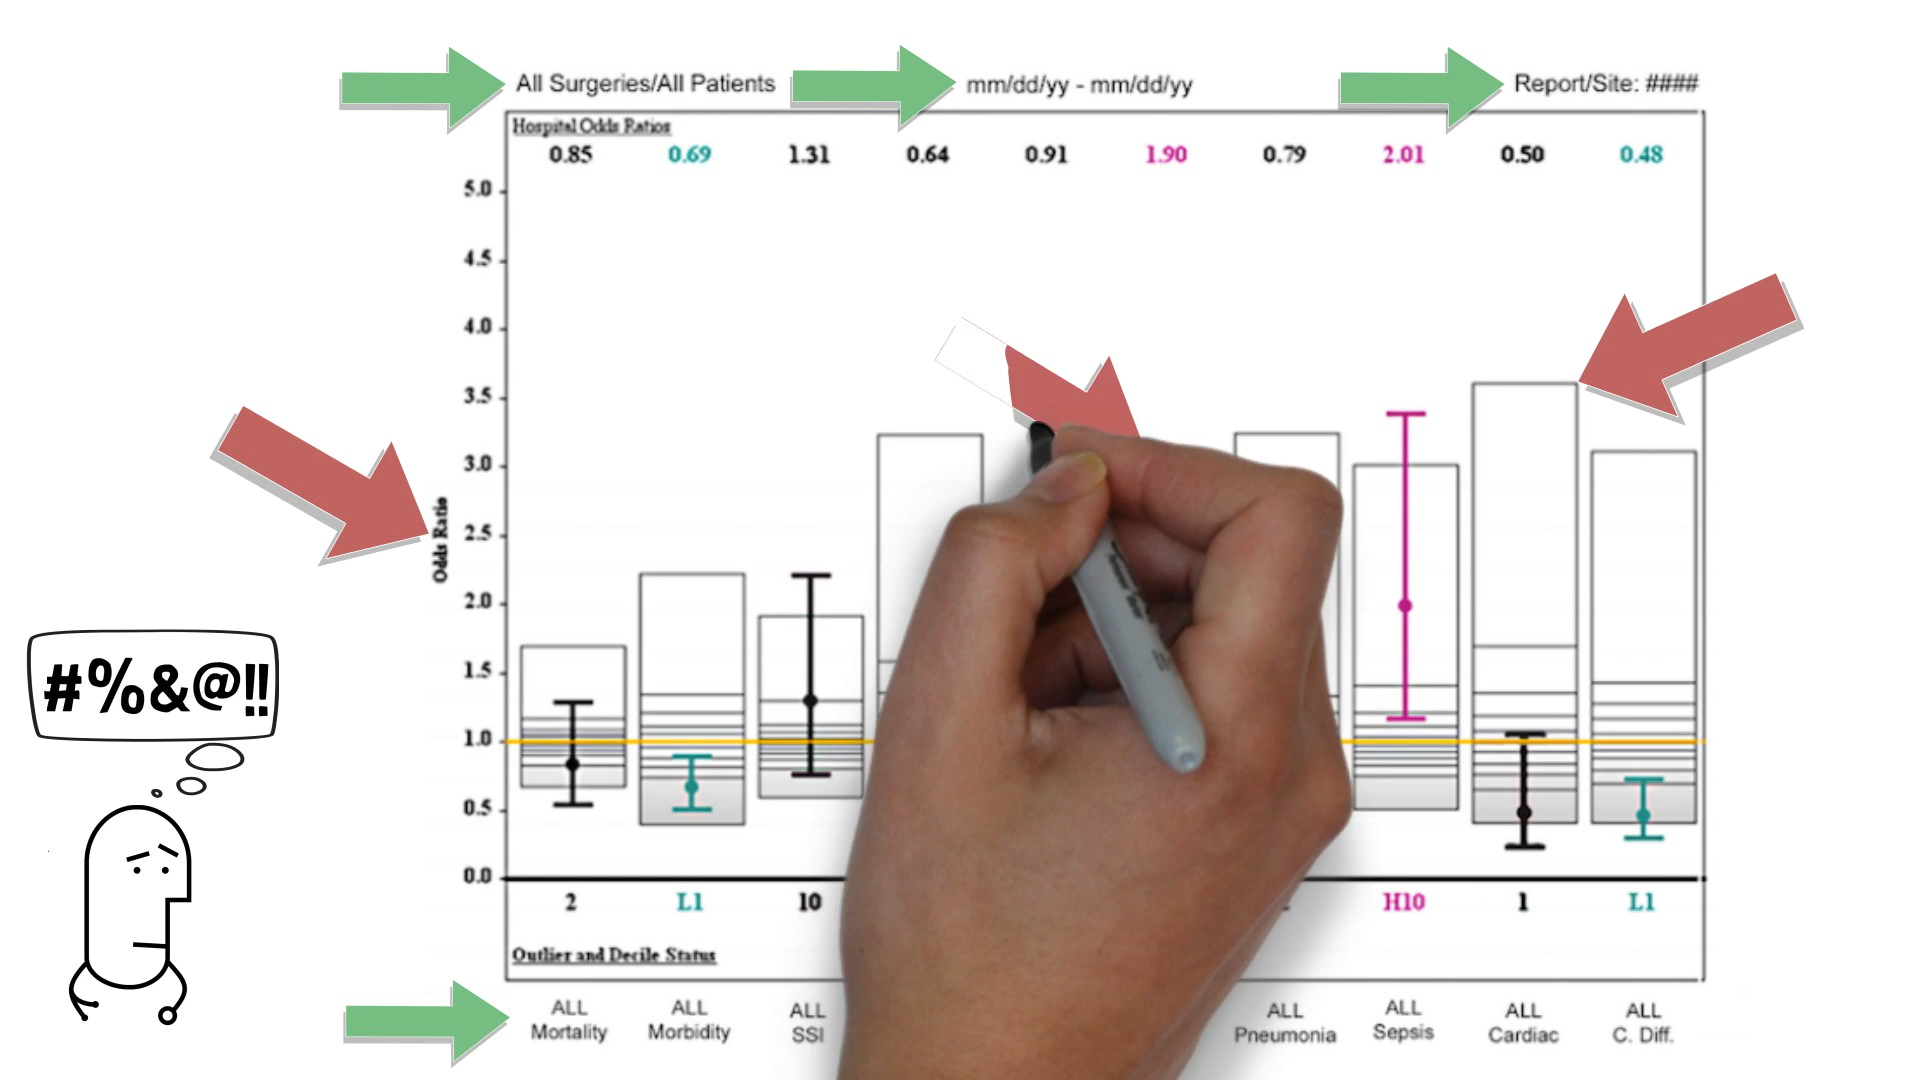 All Surgeries/All Patients mm/dd/yy - mm/dd/yy Report/Site: ####
Hospital Odds Ratios
0.85 0.69 1.31 0.64 0.91 1.90 0.79 2.01 0.50 0.48
5.0
4.5
4.0
3.5
3.0
2.5
2.0
1.5
1.0
0.5
0.0
Odds Ratio
#%&@!!
2 L1 10 H10 1 L1
Outlier and Decile Status
ALL Mortality
ALL Morbidity
ALL SSI
ALL Pneumonia
ALL Sepsis
ALL Cardiac
ALL C. Diff.